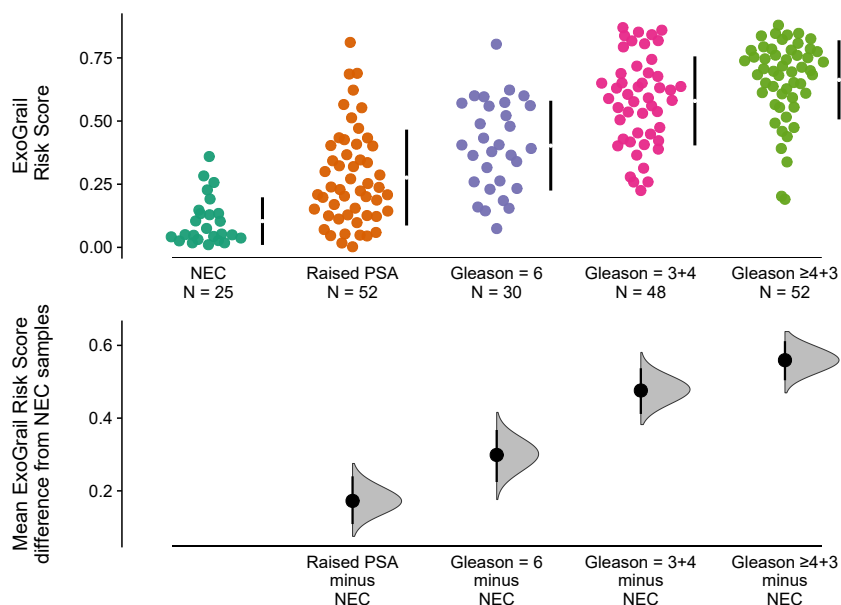 ExoGrail
Risk Score
0.75
0.50
0.25
0.00
NEC
N = 25
Raised PSA
N = 52
Gleason = 6
N = 30
Gleason = 3+4
N = 48
Gleason ≥4+3
N = 52
Mean ExoGrail Risk Score
difference from NEC samples
0.6
0.4
0.2
Raised PSA
minus
NEC
Gleason = 6
minus
NEC
Gleason = 3+4
minus
NEC
Gleason ≥4+3
minus
NEC